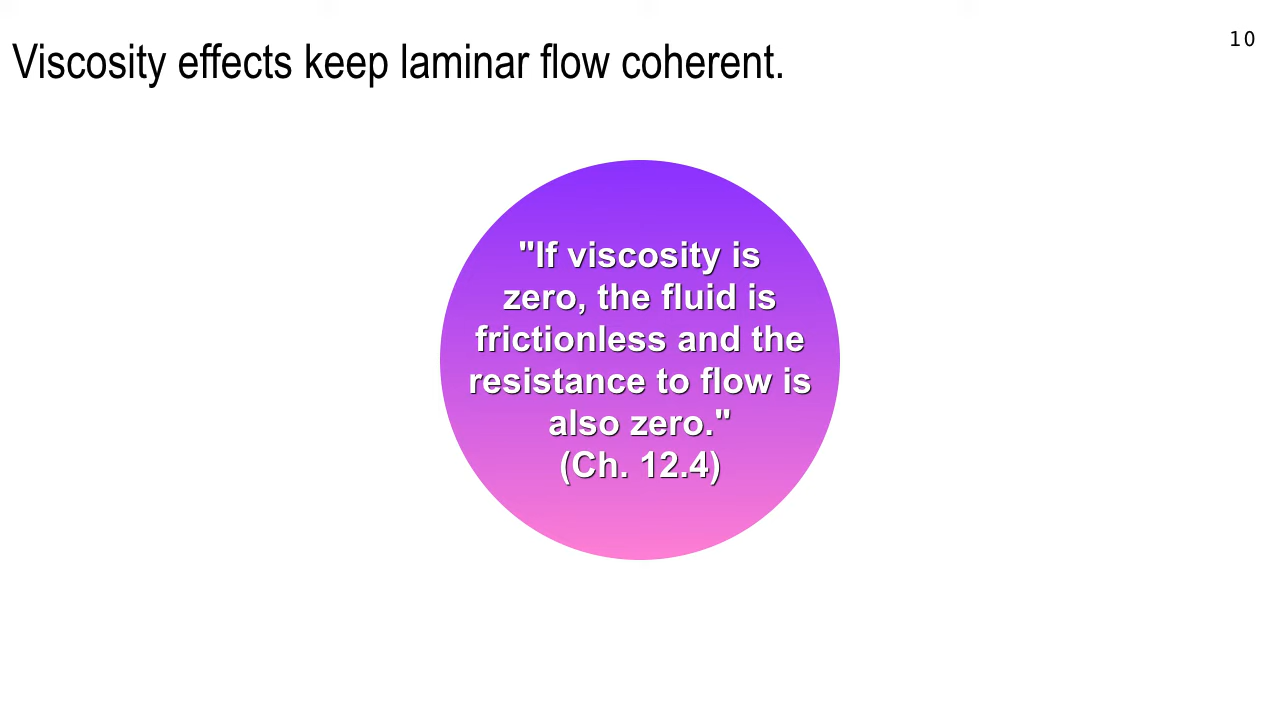 Viscosity effects keep laminar flow coherent.
10
"If viscosity is
zero, the fluid is
frictionless and the
resistance to flow is
also zero."
(Ch. 12.4)